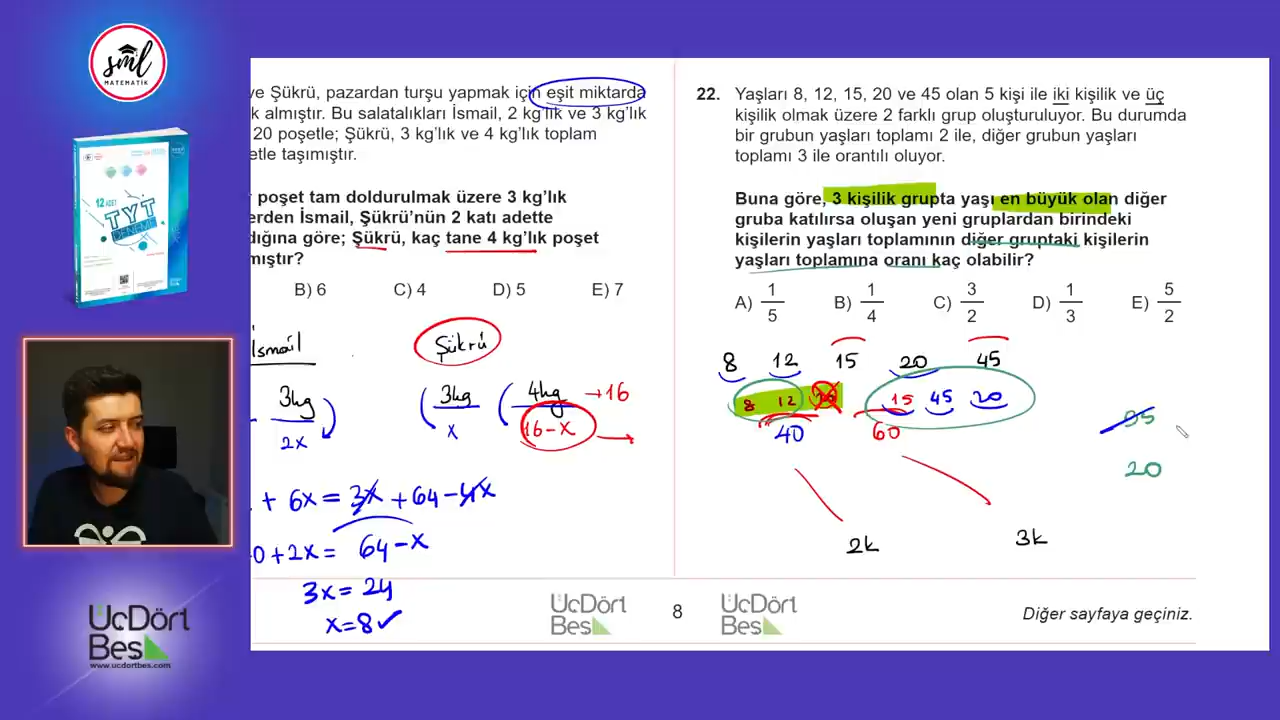 sml
MATEMATİK
12 ADET
TYT
DENEME
ve Şükrü, pazardan turşu yapmak için eşit miktarda
k almıştır. Bu salatalıkları İsmail, 2 kg'lık ve 3 kg'lık
20 poşetle; Şükrü, 3 kg'lık ve 4 kg'lık toplam
etle taşımıştır.
poşet tam doldurulmak üzere 3 kg'lık
erden İsmail, Şükrü'nün 2 katı adette
dığına göre; Şükrü, kaç tane 4 kg'lık poşet
mıştır?
B) 6 C) 4 D) 5 E) 7
İsmail Şükrü
3kg 3kg 4kg → 16
2x x 16-x
+ 6x = 3x + 64 - 4x
0 + 2x = 64 - x
3x = 24
x = 8 ✓
22. Yaşları 8, 12, 15, 20 ve 45 olan 5 kişi ile iki kişilik ve üç
kişilik olmak üzere 2 farklı grup oluşturuluyor. Bu durumda
bir grubun yaşları toplamı 2 ile, diğer grubun yaşları
toplamı 3 ile orantılı oluyor.
Buna göre, 3 kişilik grupta yaşı en büyük olan diğer
gruba katılırsa oluşan yeni gruplardan birindeki
kişilerin yaşları toplamının diğer gruptaki kişilerin
yaşları toplamına oranı kaç olabilir?
A) 1/5 B) 1/4 C) 3/2 D) 1/3 E) 5/2
8 12 15 20 45
8 12 15 45 20
40 60
2k 3k
20
ÜçDört
Beş
www.ucdortbes.com
ÜçDört
Beş
8
ÜçDört
Beş
Diğer sayfaya geçiniz.